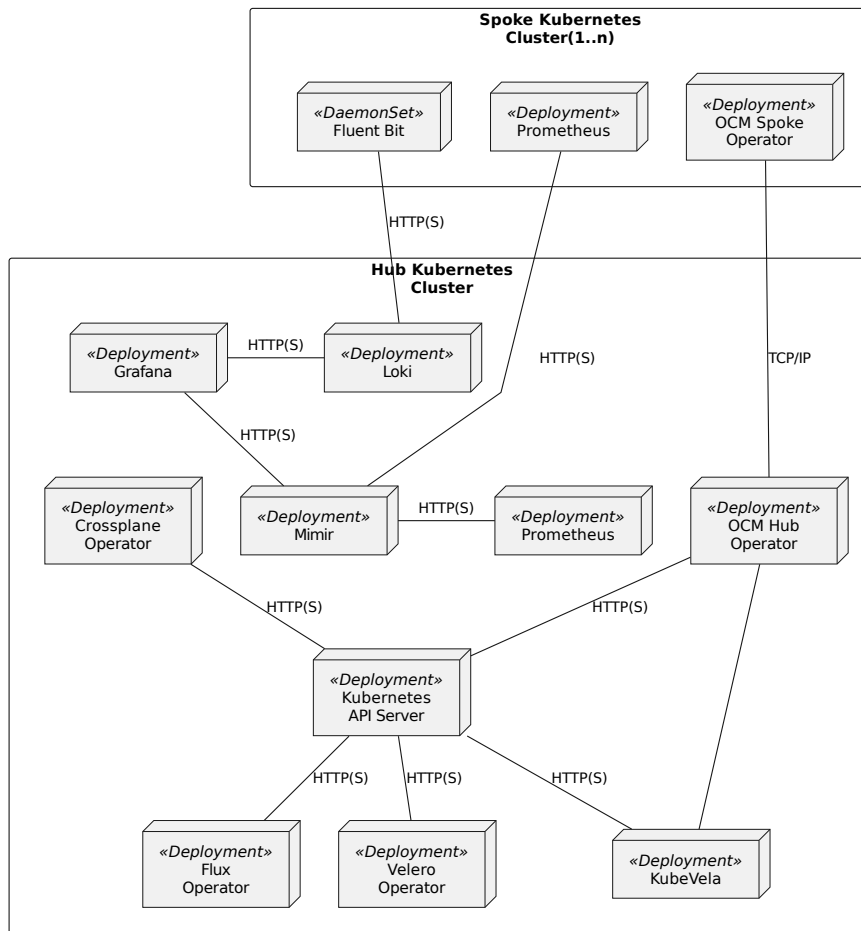 Spoke Kubernetes
Cluster(1..n)
«DaemonSet»
Fluent Bit
«Deployment»
Prometheus
«Deployment»
OCM Spoke
Operator
HTTP(S)
Hub Kubernetes
Cluster
«Deployment»
Grafana
HTTP(S)
«Deployment»
Loki
HTTP(S)
TCP/IP
HTTP(S)
«Deployment»
Crossplane
Operator
«Deployment»
Mimir
HTTP(S)
«Deployment»
Prometheus
«Deployment»
OCM Hub
Operator
HTTP(S)
HTTP(S)
«Deployment»
Kubernetes
API Server
HTTP(S)
HTTP(S)
HTTP(S)
«Deployment»
Flux
Operator
«Deployment»
Velero
Operator
«Deployment»
KubeVela